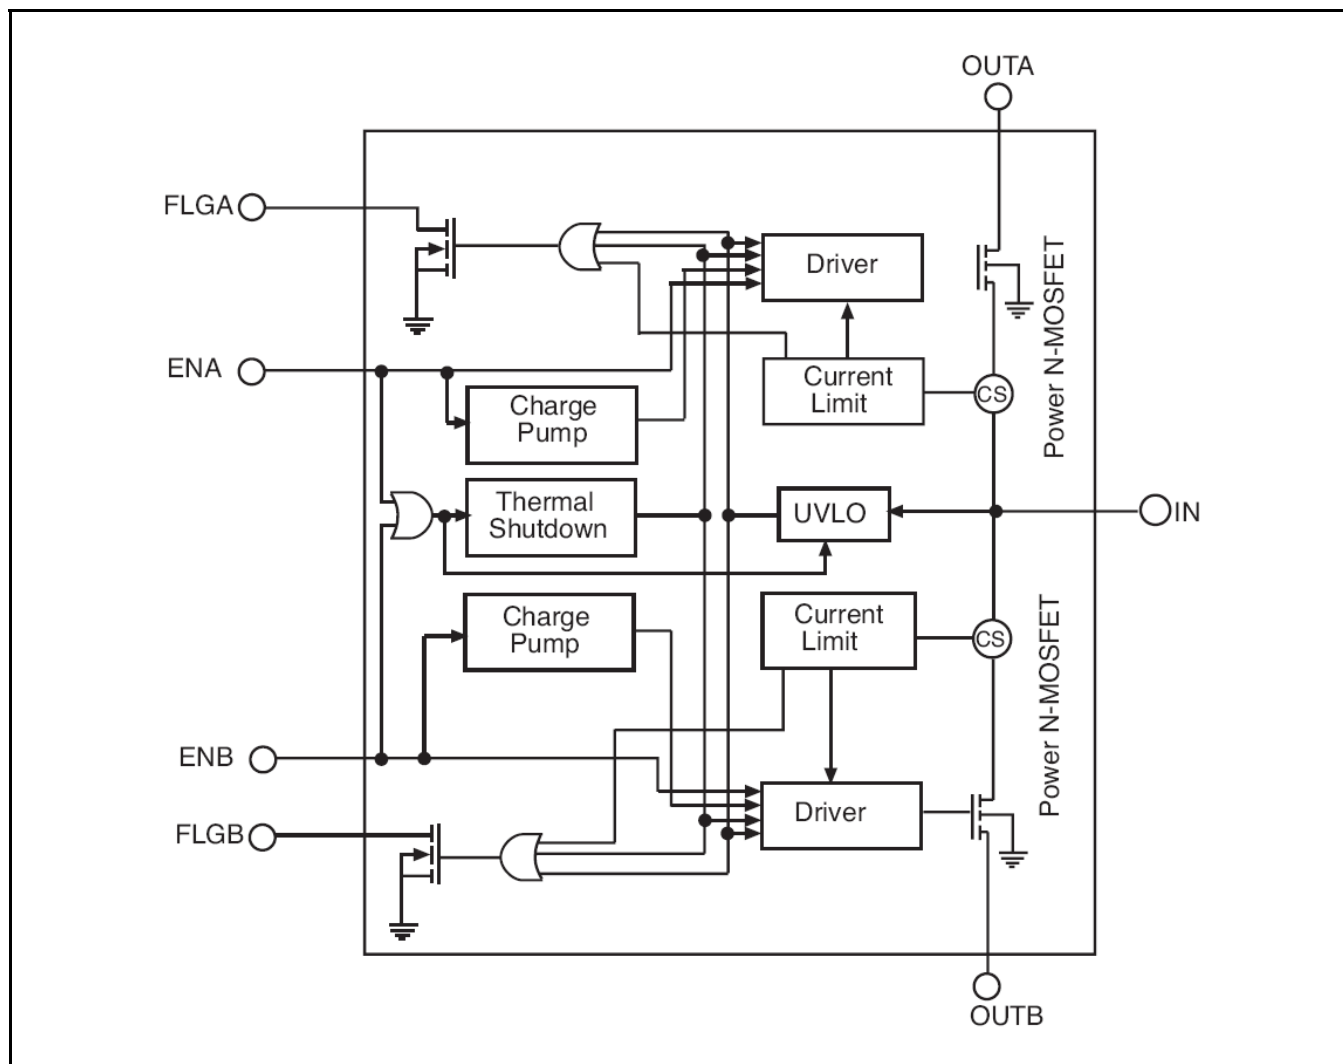 OUTA
FLGA
Driver
Power N-MOSFET
ENA
Current
Limit
CS
Charge
Pump
Thermal
Shutdown
UVLO
IN
Charge
Pump
Current
Limit
CS
Power N-MOSFET
ENB
Driver
FLGB
OUTB